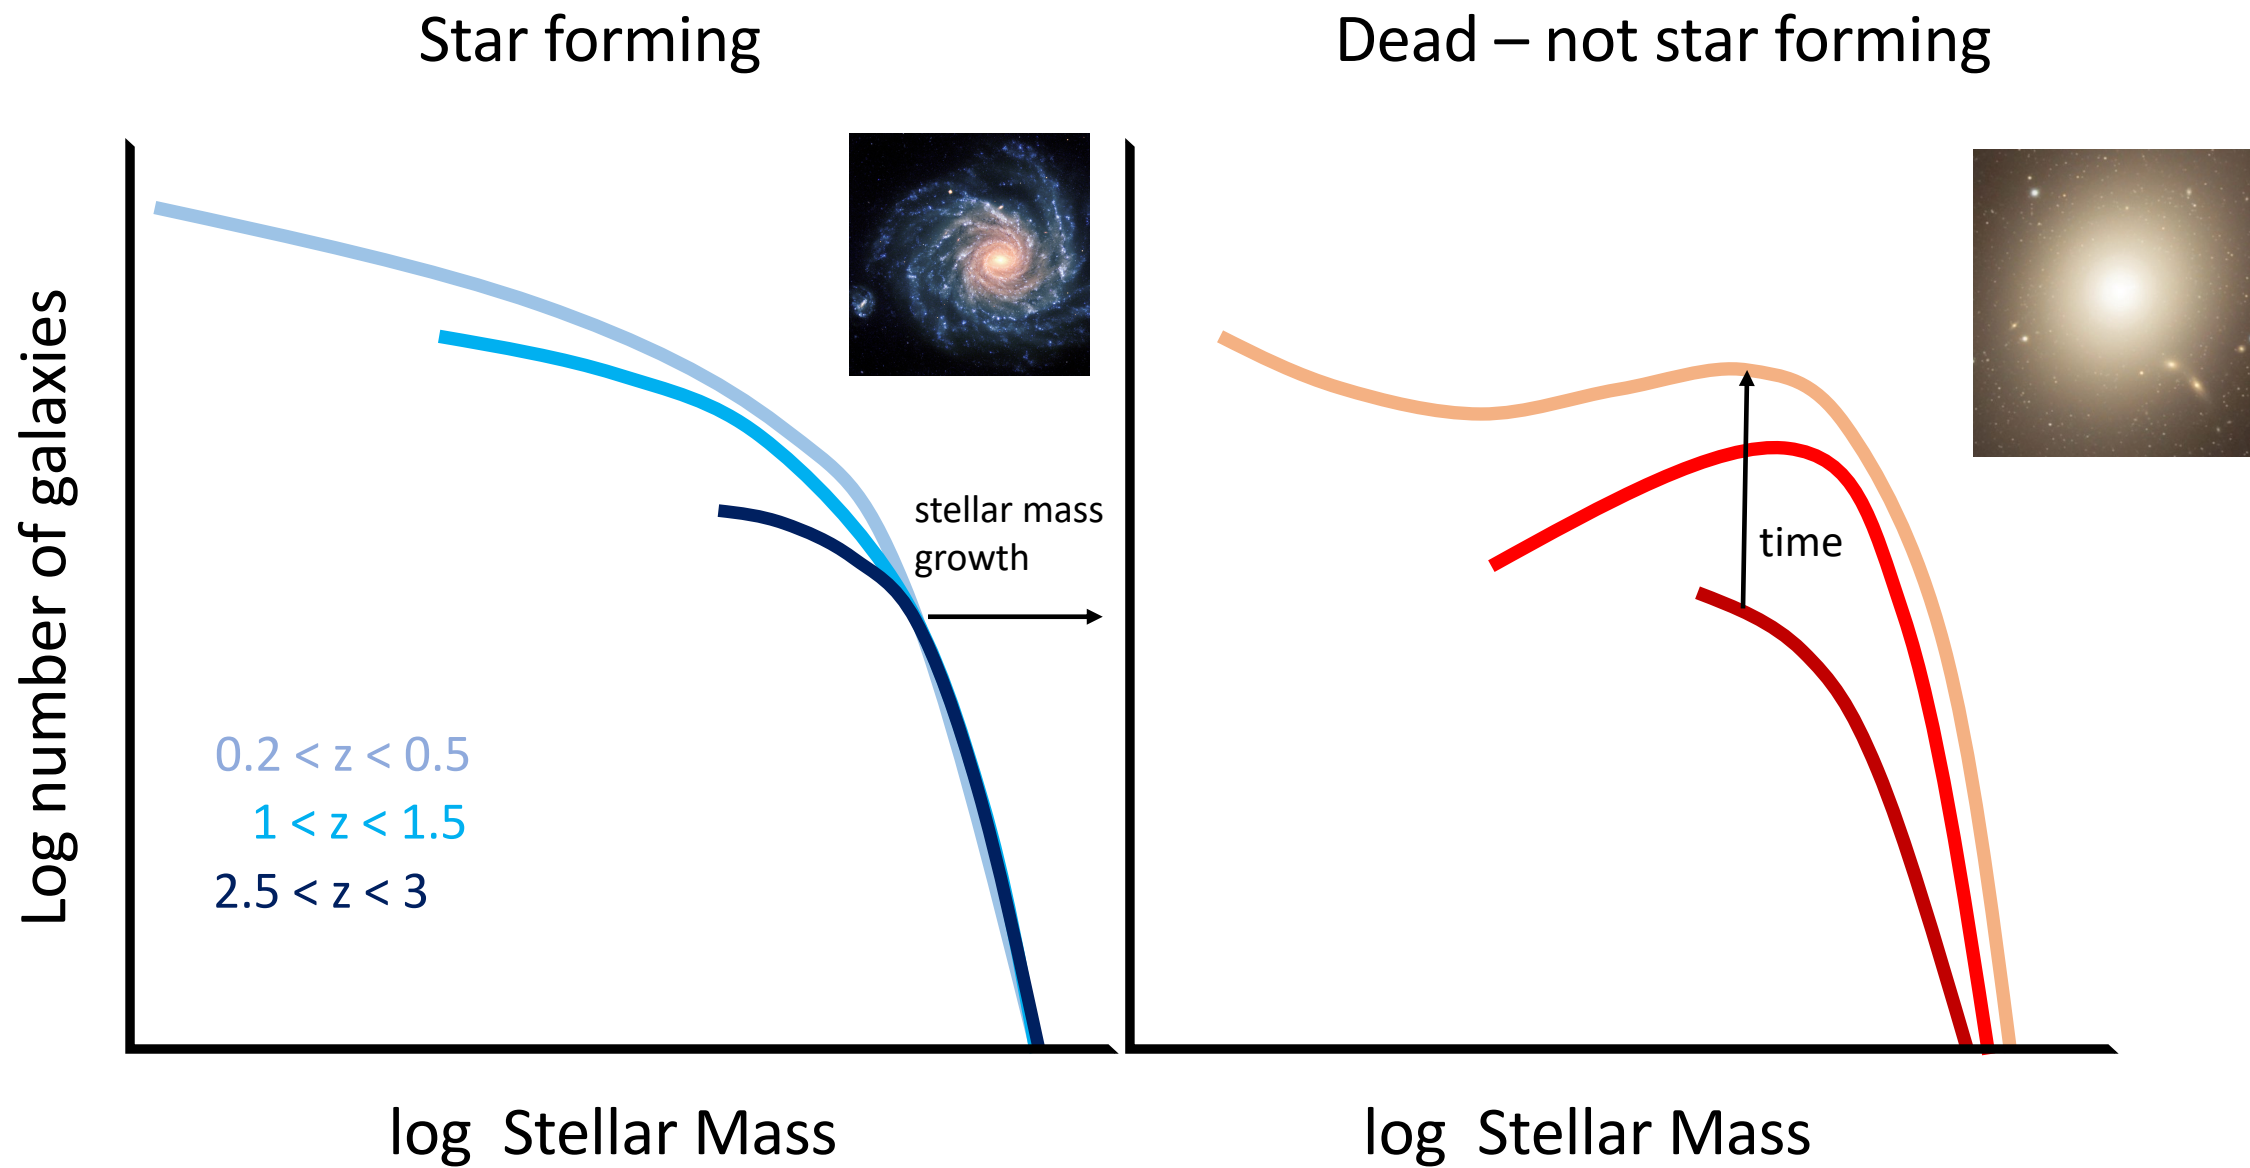 Star forming
Dead – not star forming
Log number of galaxies
stellar mass
growth
time
0.2 < z < 0.5
1 < z < 1.5
2.5 < z < 3
log Stellar Mass
log Stellar Mass